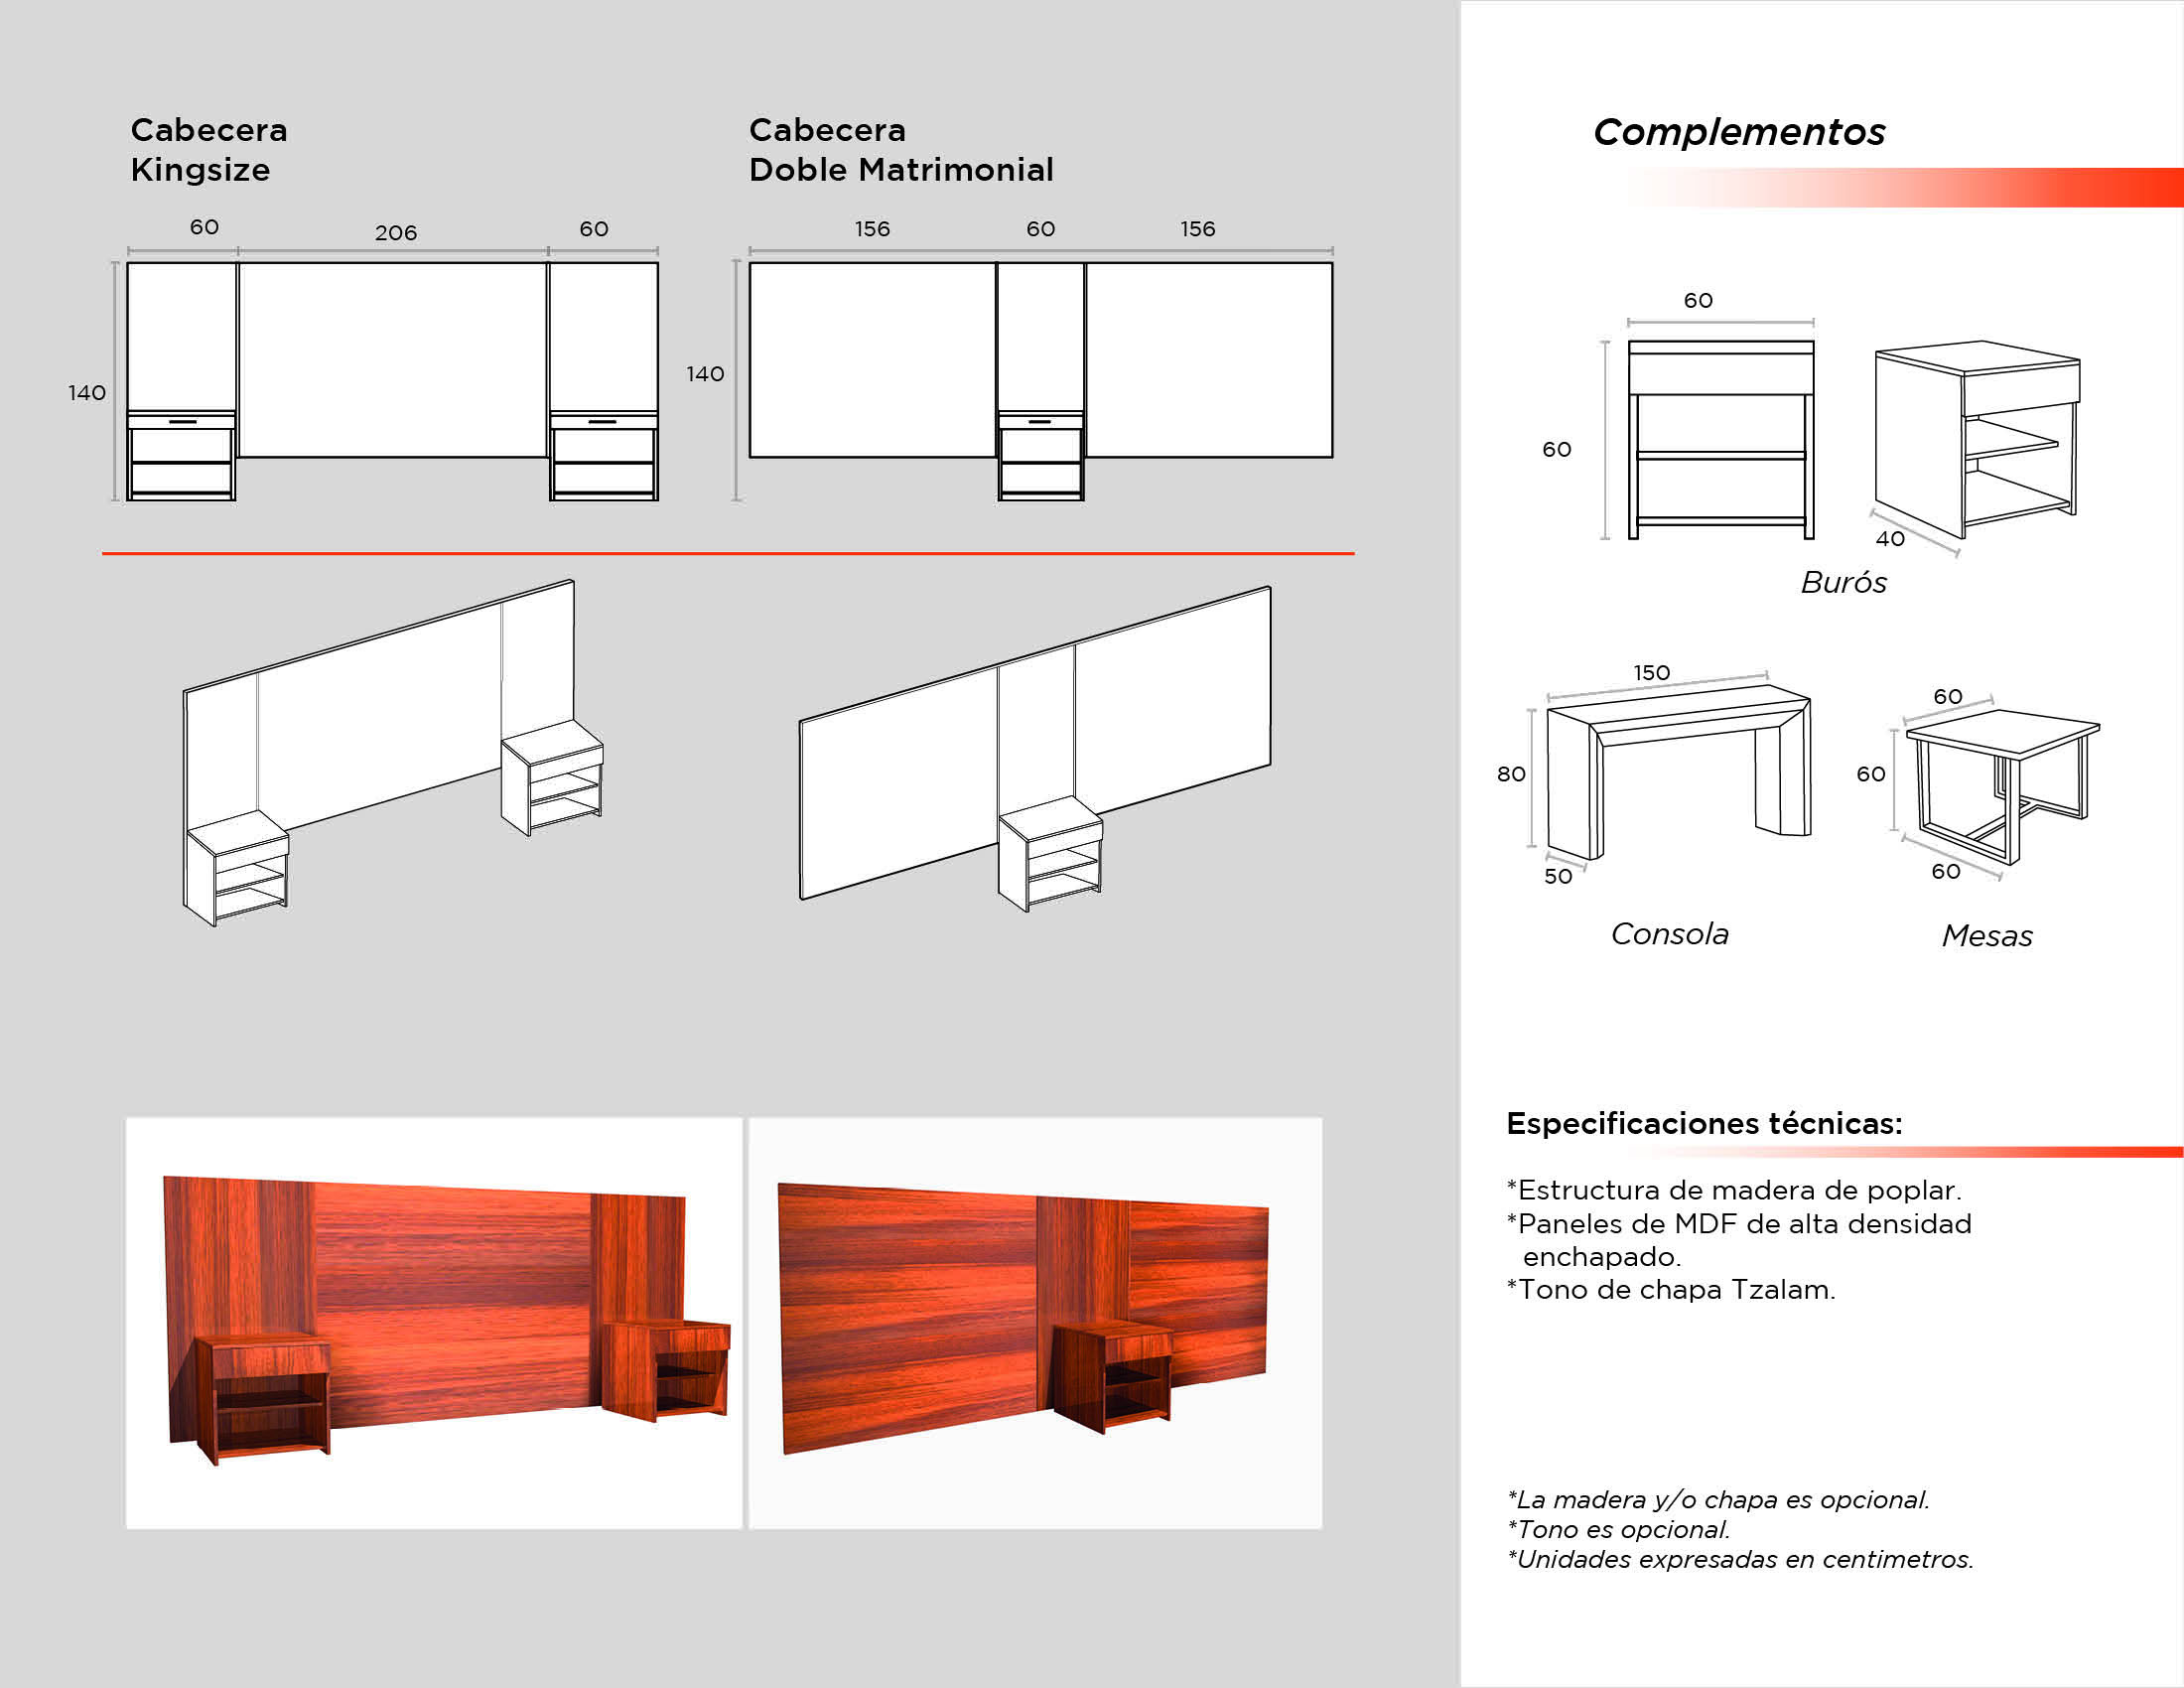 Cabecera
Kingsize
60
206
60
140
Cabecera
Doble Matrimonial
156
60
156
140
Complementos
60
60
40
Burós
150
80
50
Consola
60
60
60
Mesas
Especificaciones técnicas:
*Estructura de madera de poplar.
*Paneles de MDF de alta densidad
enchapado.
*Tono de chapa Tzalam.
*La madera y/o chapa es opcional.
*Tono es opcional.
*Unidades expresadas en centimetros.